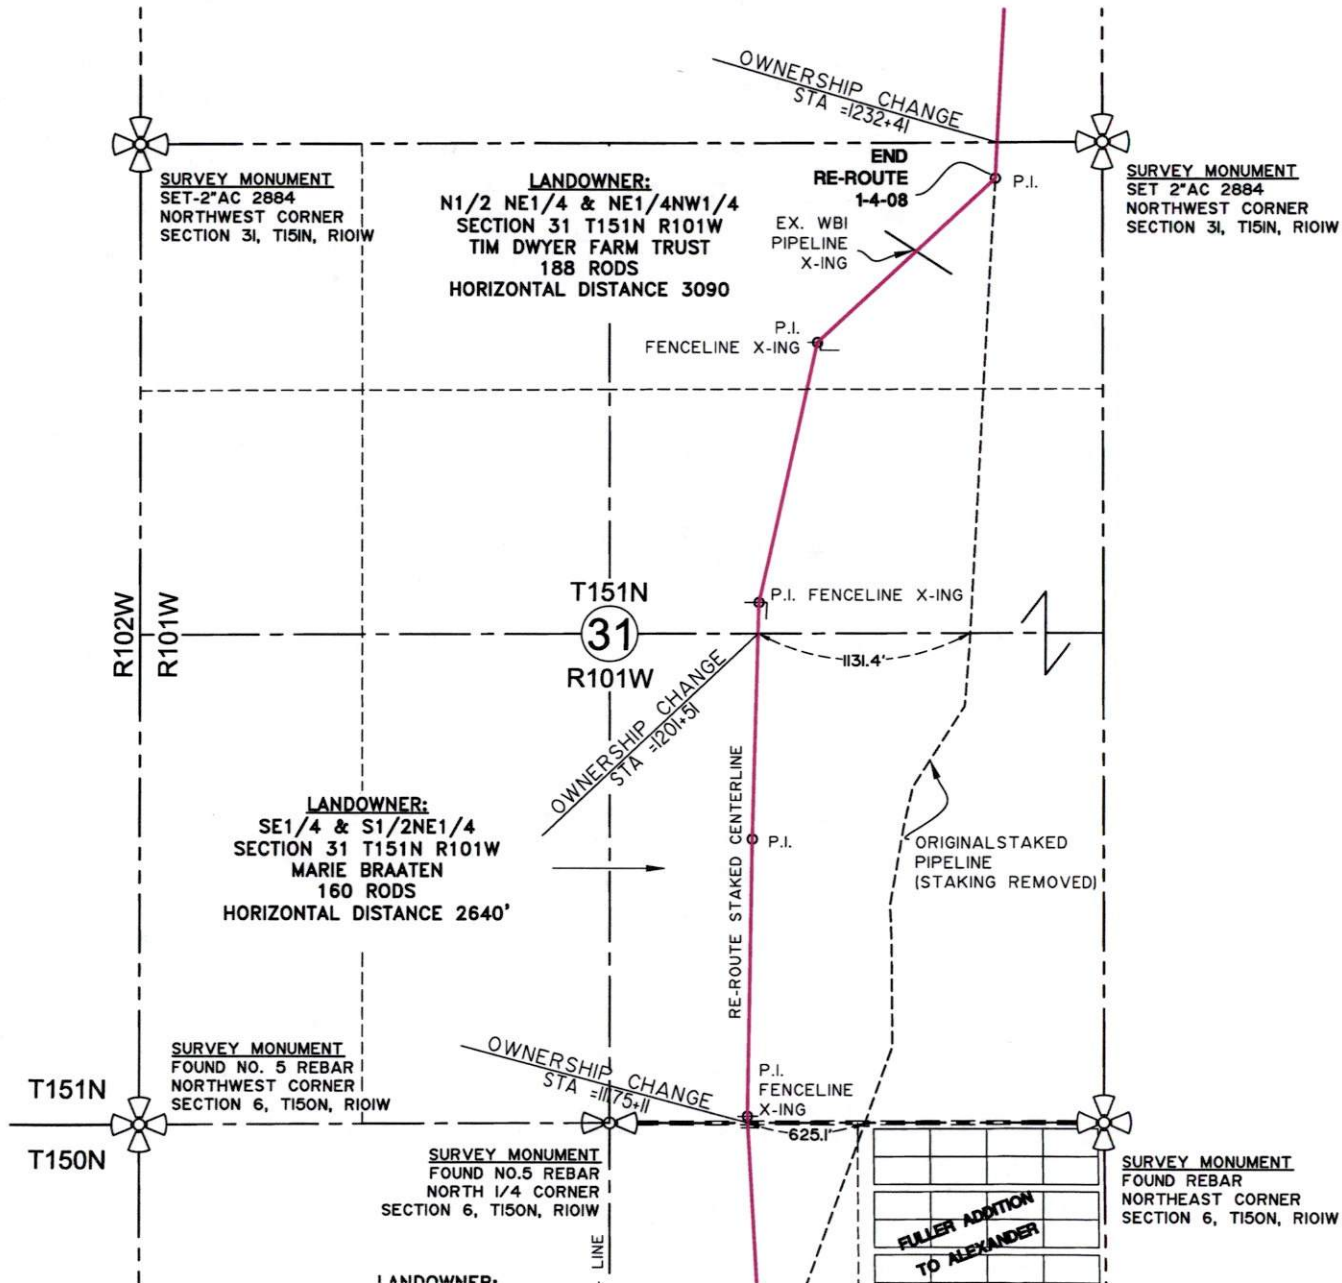 OWNERSHIP CHANGE
STA =1232+41
SURVEY MONUMENT
SET-2"AC 2884
NORTHWEST CORNER
SECTION 31, T151N, R101W
LANDOWNER:
N1/2 NE1/4 & NE1/4NW1/4
SECTION 31 T151N R101W
TIM DWYER FARM TRUST
188 RODS
HORIZONTAL DISTANCE 3090
END
RE-ROUTE
1-4-08
P.I.
SURVEY MONUMENT
SET 2"AC 2884
NORTHWEST CORNER
SECTION 31, T151N, R101W
EX. WBI
PIPELINE
X-ING
P.I.
FENCELINE X-ING
P.I. FENCELINE X-ING
R102W
R101W
T151N
31
R101W
1131.4'
OWNERSHIP CHANGE
STA =1201+51
RE-ROUTE STAKED CENTERLINE
LANDOWNER:
SE1/4 & S1/2NE1/4
SECTION 31 T151N R101W
MARIE BRAATEN
160 RODS
HORIZONTAL DISTANCE 2640'
P.I.
ORIGINAL STAKED
PIPELINE
(STAKING REMOVED)
SURVEY MONUMENT
FOUND NO. 5 REBAR
NORTHWEST CORNER
SECTION 6, T150N, R101W
T151N
T150N
OWNERSHIP CHANGE
STA =1175+11
P.I.
FENCELINE
X-ING
625.1'
SURVEY MONUMENT
FOUND NO.5 REBAR
NORTH 1/4 CORNER
SECTION 6, T150N, R101W
SURVEY MONUMENT
FOUND REBAR
NORTHEAST CORNER
SECTION 6, T150N, R101W
FULLER ADDITION
TO ALEXANDER
LINE
LANDOWNER: